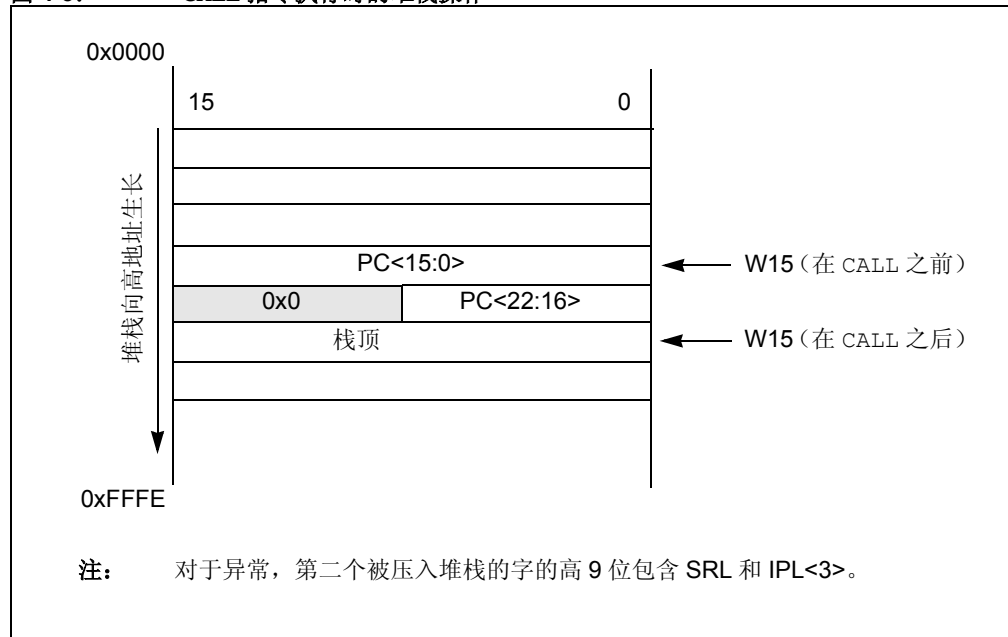 0x0000
15 0
堆栈向高地址生长
PC<15:0>
W15（在 CALL 之前）
0x0 PC<22:16>
栈顶
W15（在 CALL 之后）
0xFFFE
注： 对于异常，第二个被压入堆栈的字的高 9 位包含 SRL 和 IPL<3>。